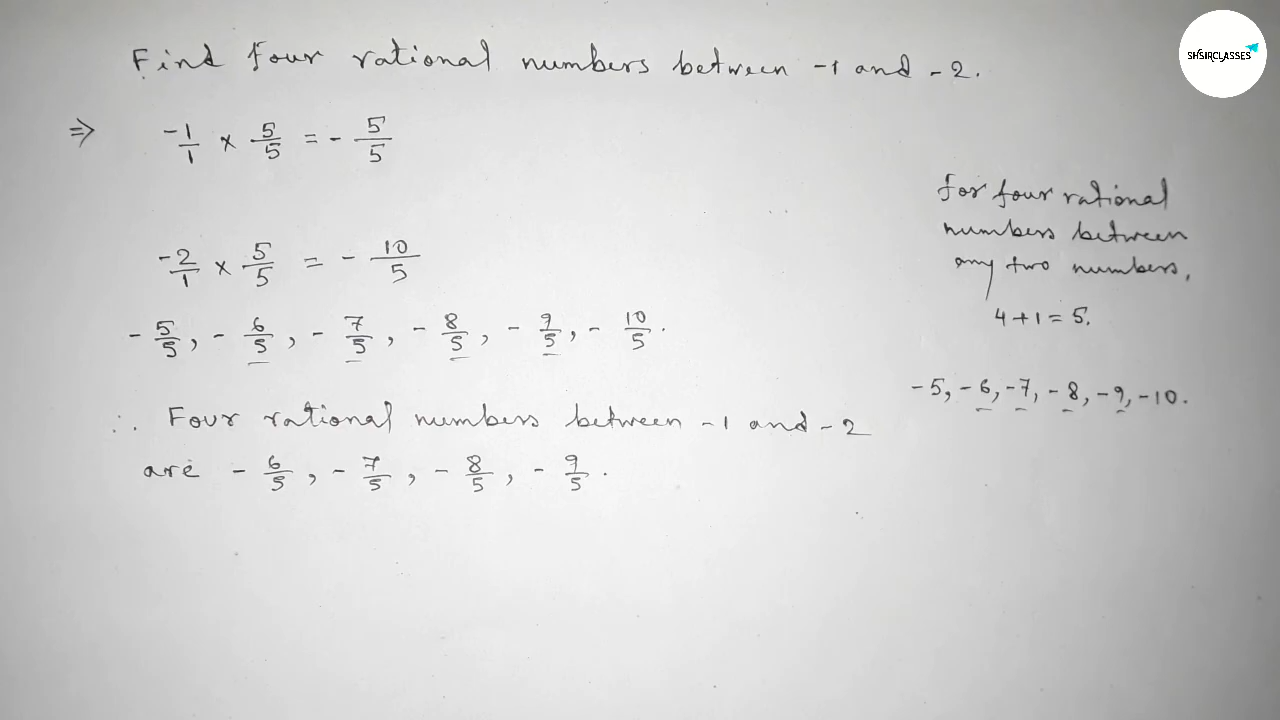 Find four rational numbers between -1 and -2.
SHSIRCLASSES
⇒ -1/1 × 5/5 = - 5/5
-2/1 × 5/5 = - 10/5
- 5/5, - 6/5, - 7/5, - 8/5, - 9/5, - 10/5.
∴ Four rational numbers between -1 and -2
are - 6/5, - 7/5, - 8/5, - 9/5.
For four rational
numbers between
any two numbers,
4+1=5.
-5, -6, -7, -8, -9, -10.